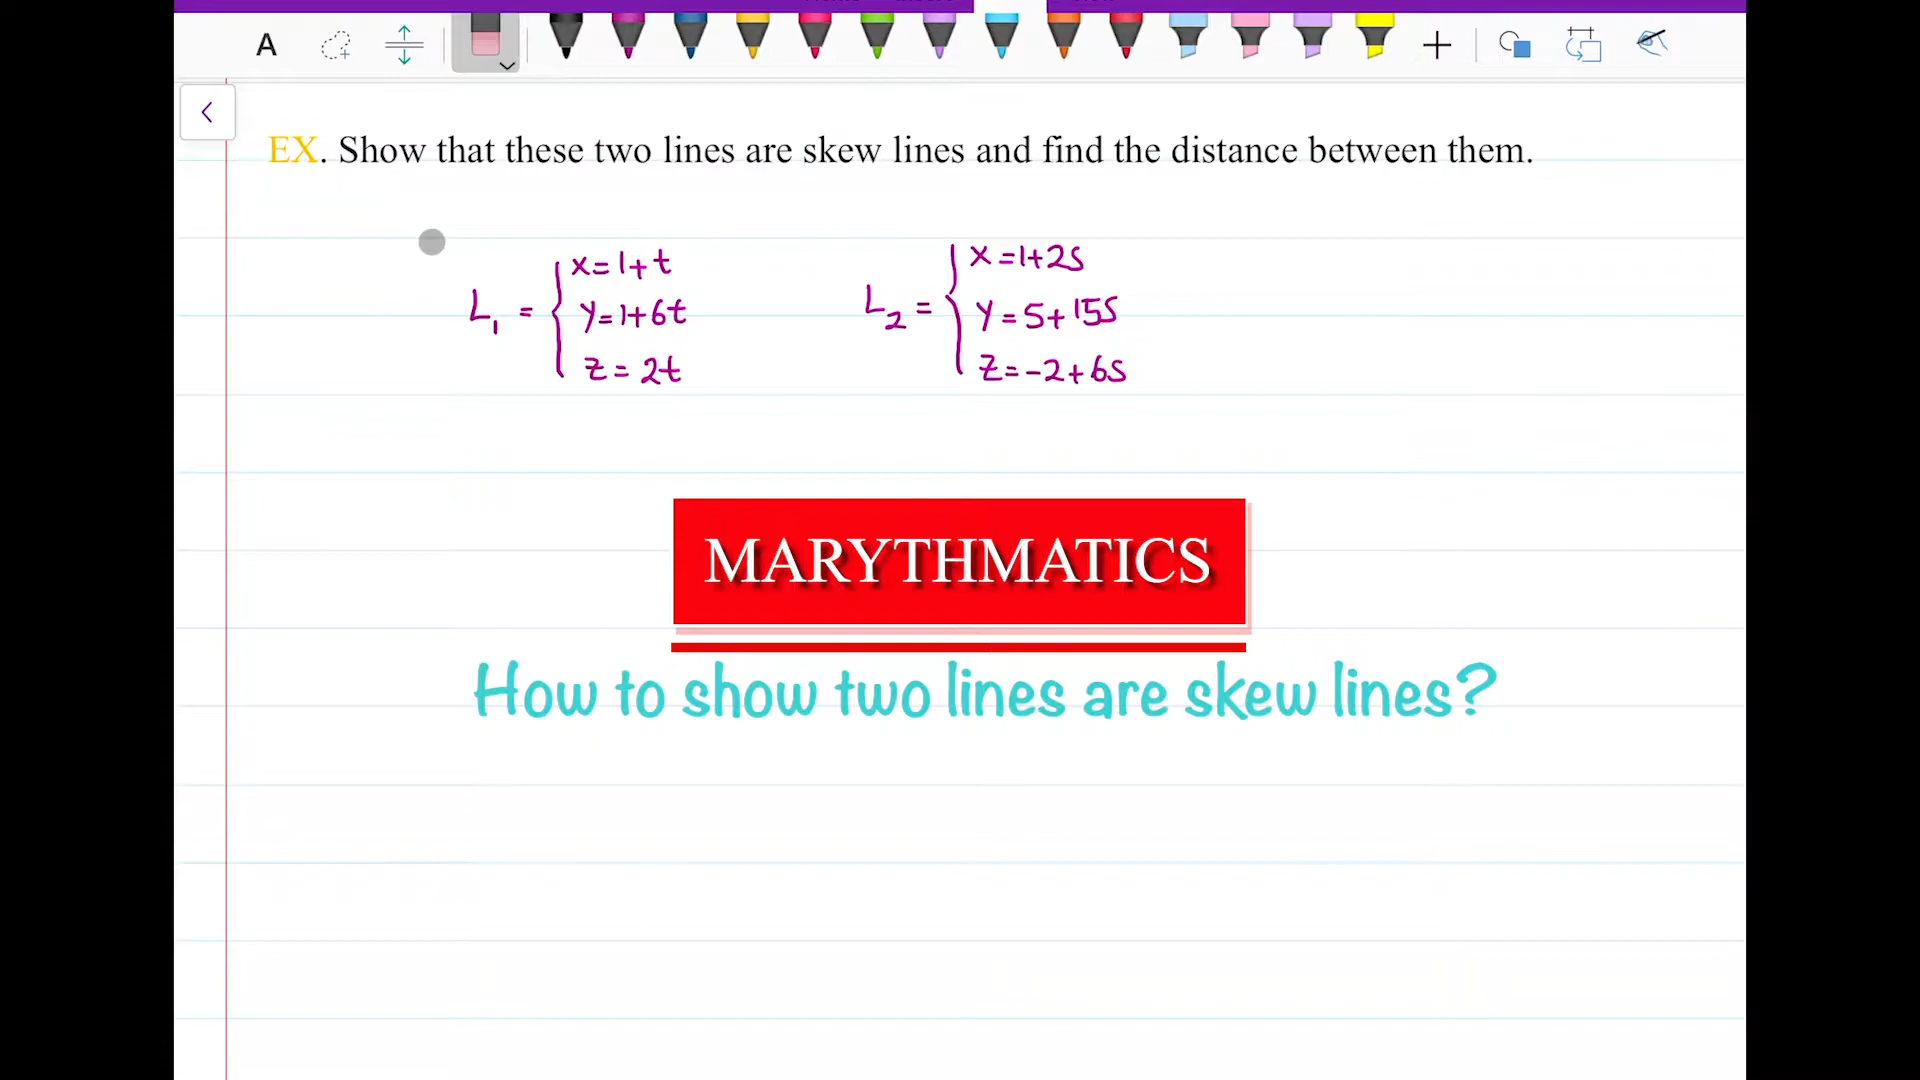 A
EX. Show that these two lines are skew lines and find the distance between them.
L₁ = { x=1+t
y=1+6t
z=2t
L₂ = { x=1+2s
y=5+15s
z=-2+6s
MARYTHMATICS
How to show two lines are skew lines?